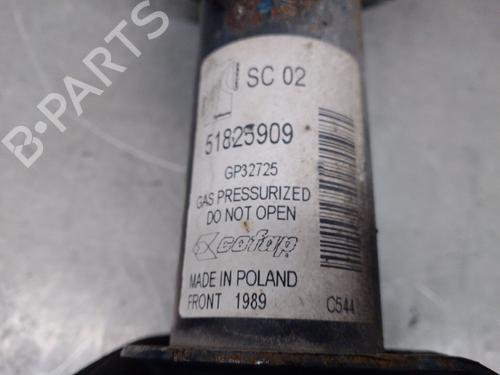 SC 02
51825909
GP32725
GAS PRESSURIZED
DO NOT OPEN
cofap
MADE IN POLAND
FRONT 1989 C544
B-PARTS